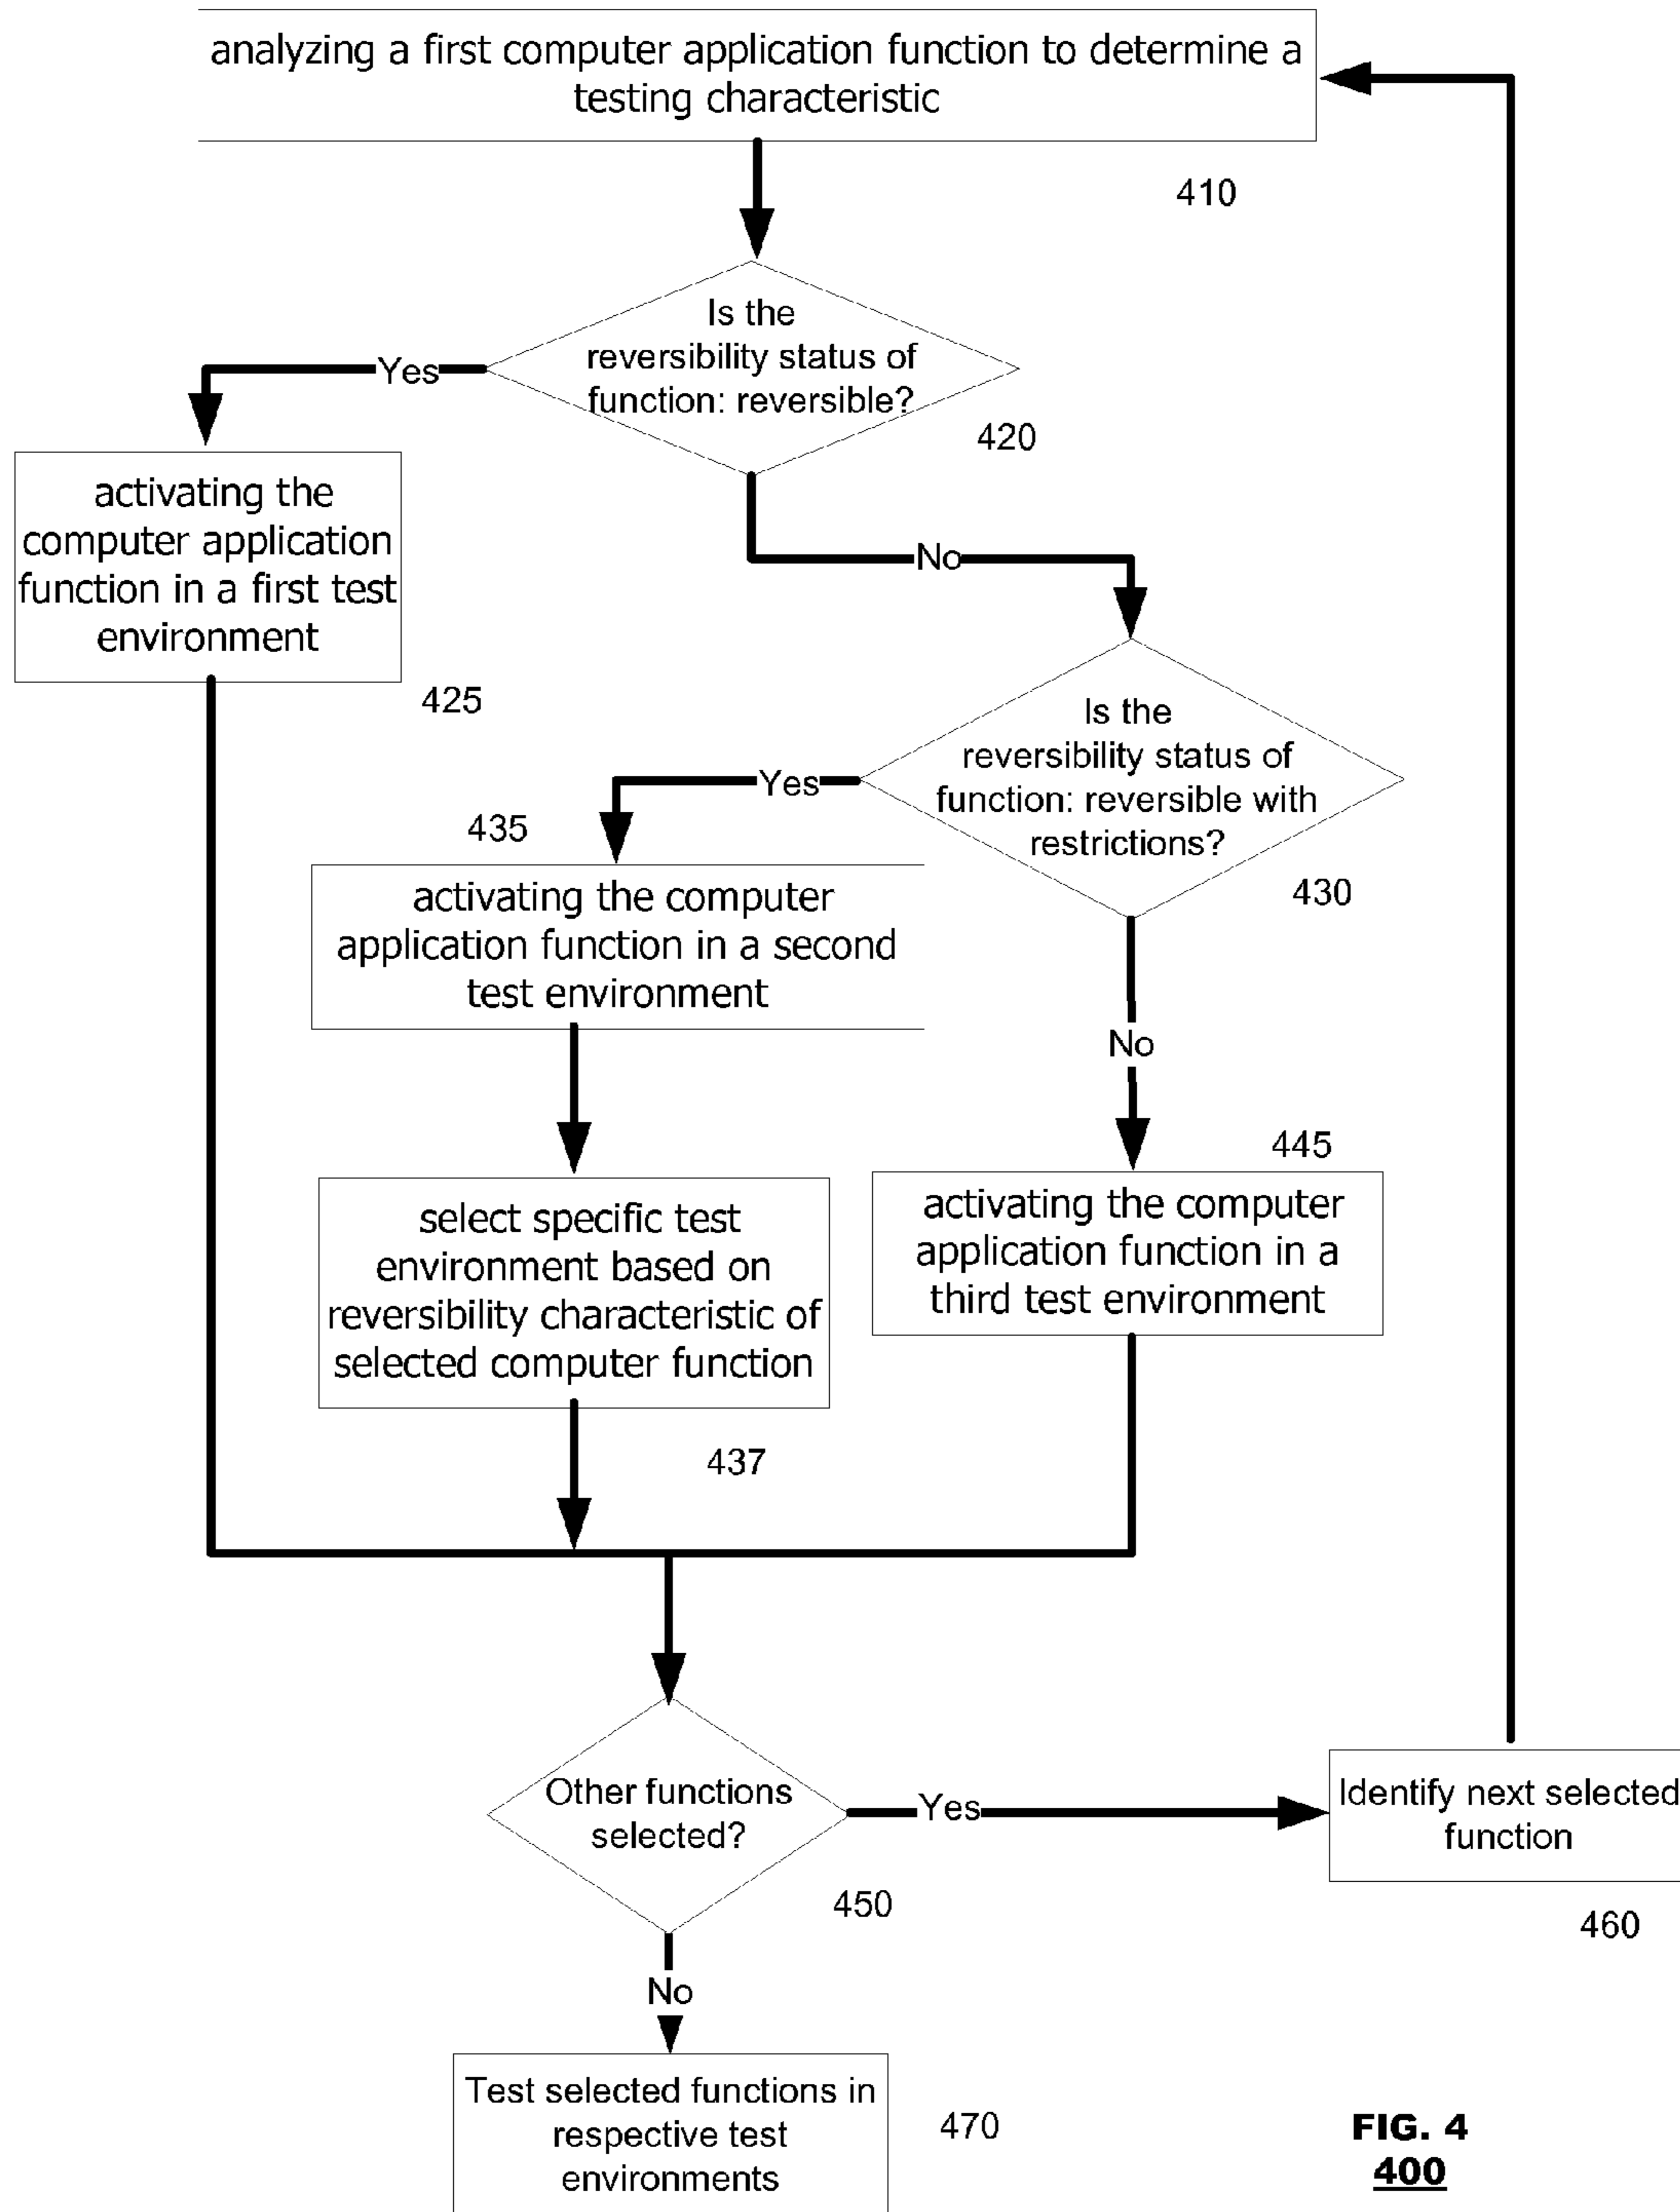 analyzing a first computer application function to determine a
testing characteristic
410
Is the
reversibility status of
function: reversible?
420
Yes
activating the
computer application
function in a first test
environment
425
No
Is the
reversibility status of
function: reversible with
restrictions?
430
Yes
435
activating the computer
application function in a second
test environment
No
445
select specific test
environment based on
reversibility characteristic of
selected computer function
437
activating the computer
application function in a
third test environment
Other functions
selected?
450
Yes
Identify next selected
function
460
No
Test selected functions in
respective test
environments
470
FIG. 4
400